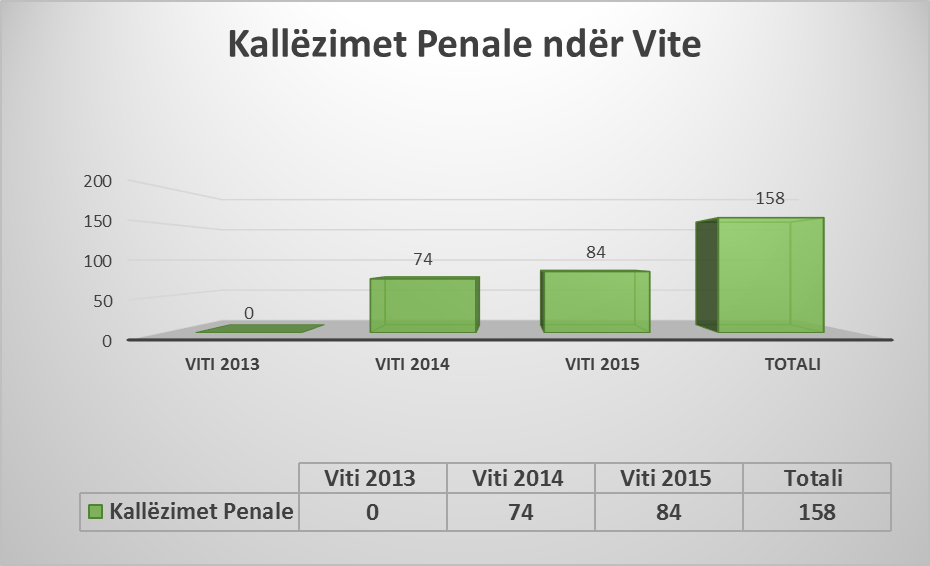 Kallëzimet Penale ndër Vite
200
150
100
50
0
0
74
84
158
VITI 2013 VITI 2014 VITI 2015 TOTALI
Viti 2013 Viti 2014 Viti 2015 Totali
Kallëzimet Penale 0 74 84 158